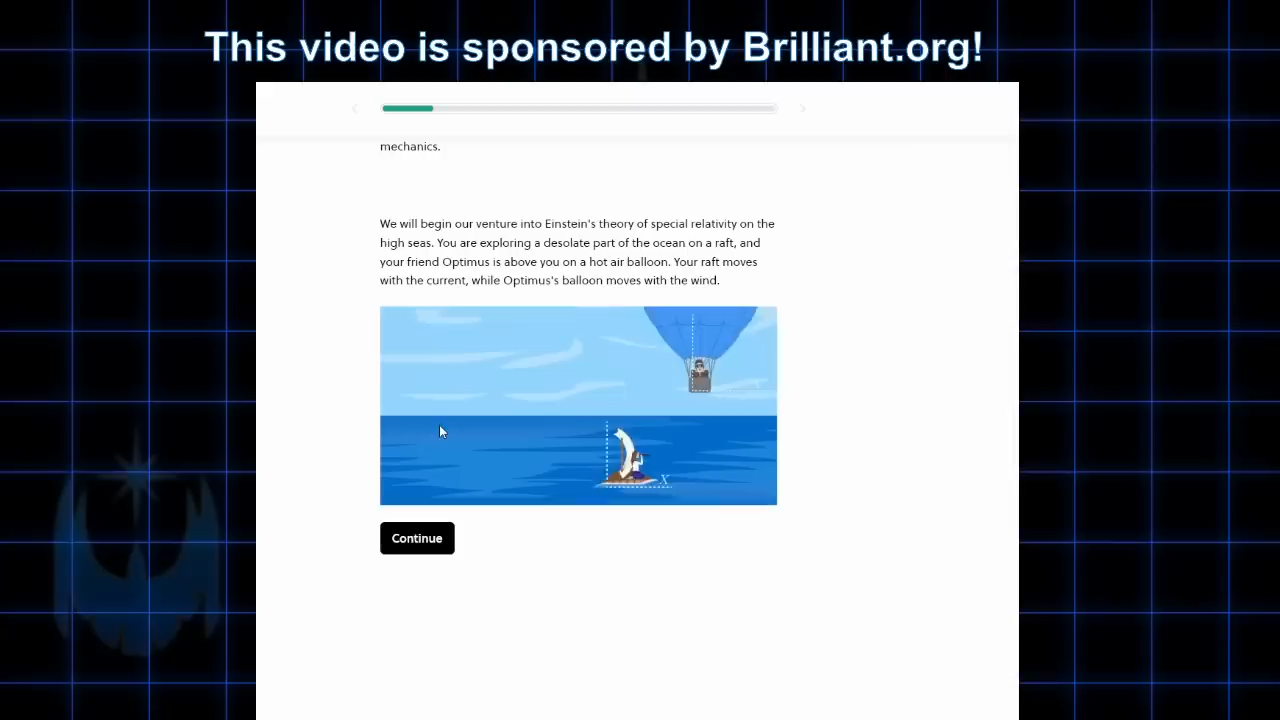 This video is sponsored by Brilliant.org!
mechanics.
We will begin our venture into Einstein's theory of special relativity on the
high seas. You are exploring a desolate part of the ocean on a raft, and
your friend Optimus is above you on a hot air balloon. Your raft moves
with the current, while Optimus's balloon moves with the wind.
X
Continue